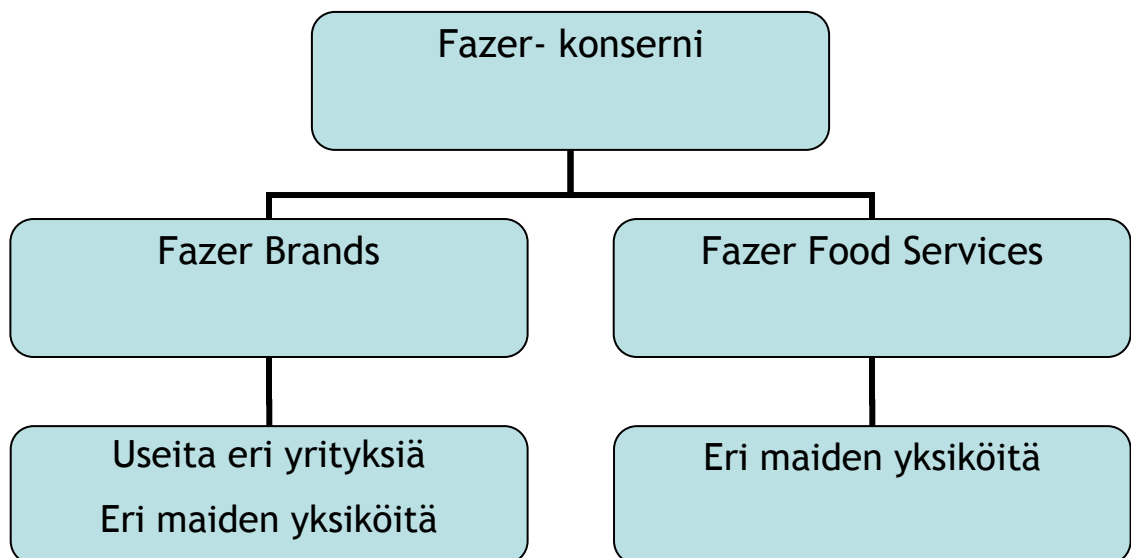 Fazer- konserni
Fazer Brands
Fazer Food Services
Useita eri yrityksiä
Eri maiden yksiköitä
Eri maiden yksiköitä